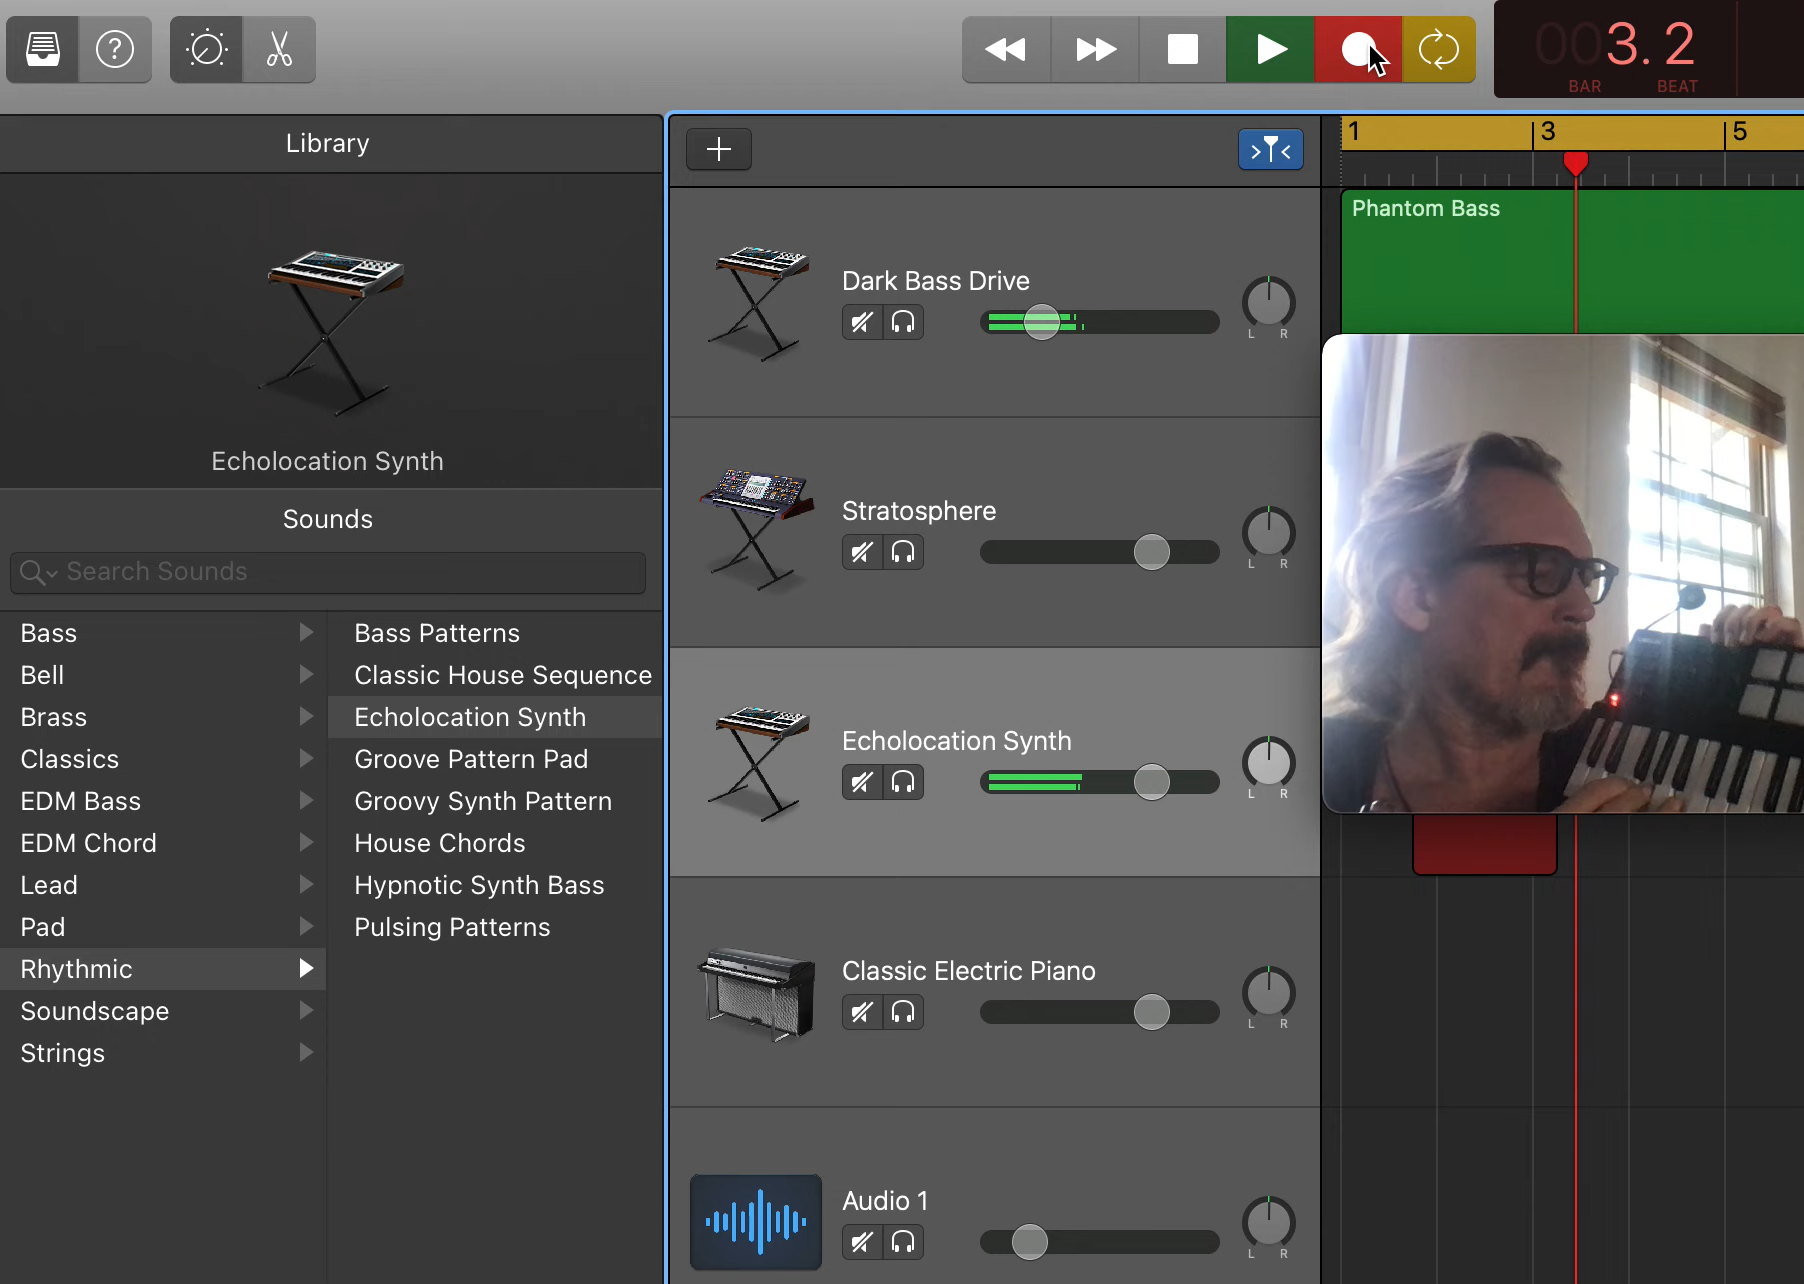 ?
003. 2
BAR BEAT
Library
1 3 5
Phantom Bass
Dark Bass Drive
L R
Echolocation Synth
Sounds
Stratosphere
L R
Search Sounds
Bass
Bell
Brass
Classics
EDM Bass
EDM Chord
Lead
Pad
Rhythmic
Soundscape
Strings
Bass Patterns
Classic House Sequence
Echolocation Synth
Groove Pattern Pad
Groovy Synth Pattern
House Chords
Hypnotic Synth Bass
Pulsing Patterns
Echolocation Synth
L R
Classic Electric Piano
L R
Audio 1
L R